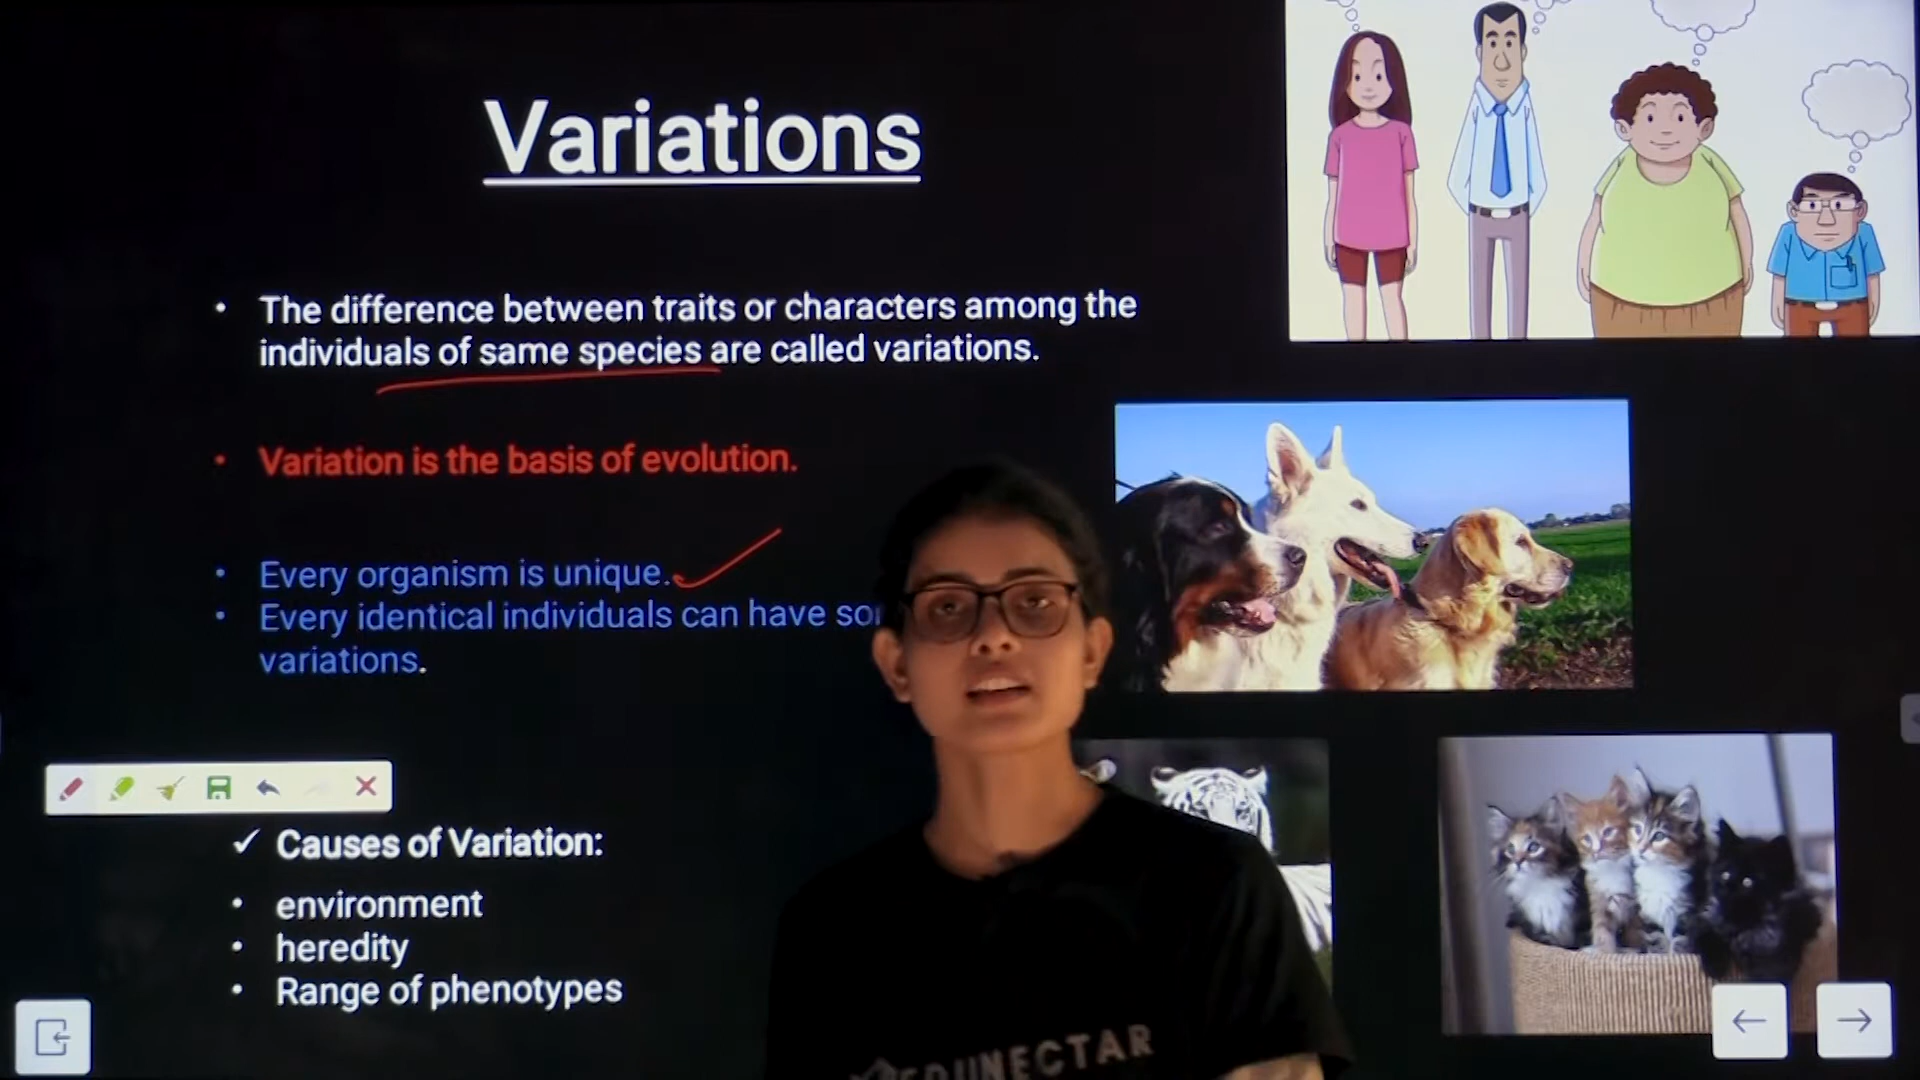 Variations
• The difference between traits or characters among the
individuals of same species are called variations.
• Variation is the basis of evolution.
• Every organism is unique.
• Every identical individuals can have
variations.
✓ Causes of Variation:
• environment
• heredity
• Range of phenotypes
EDUNECTAR